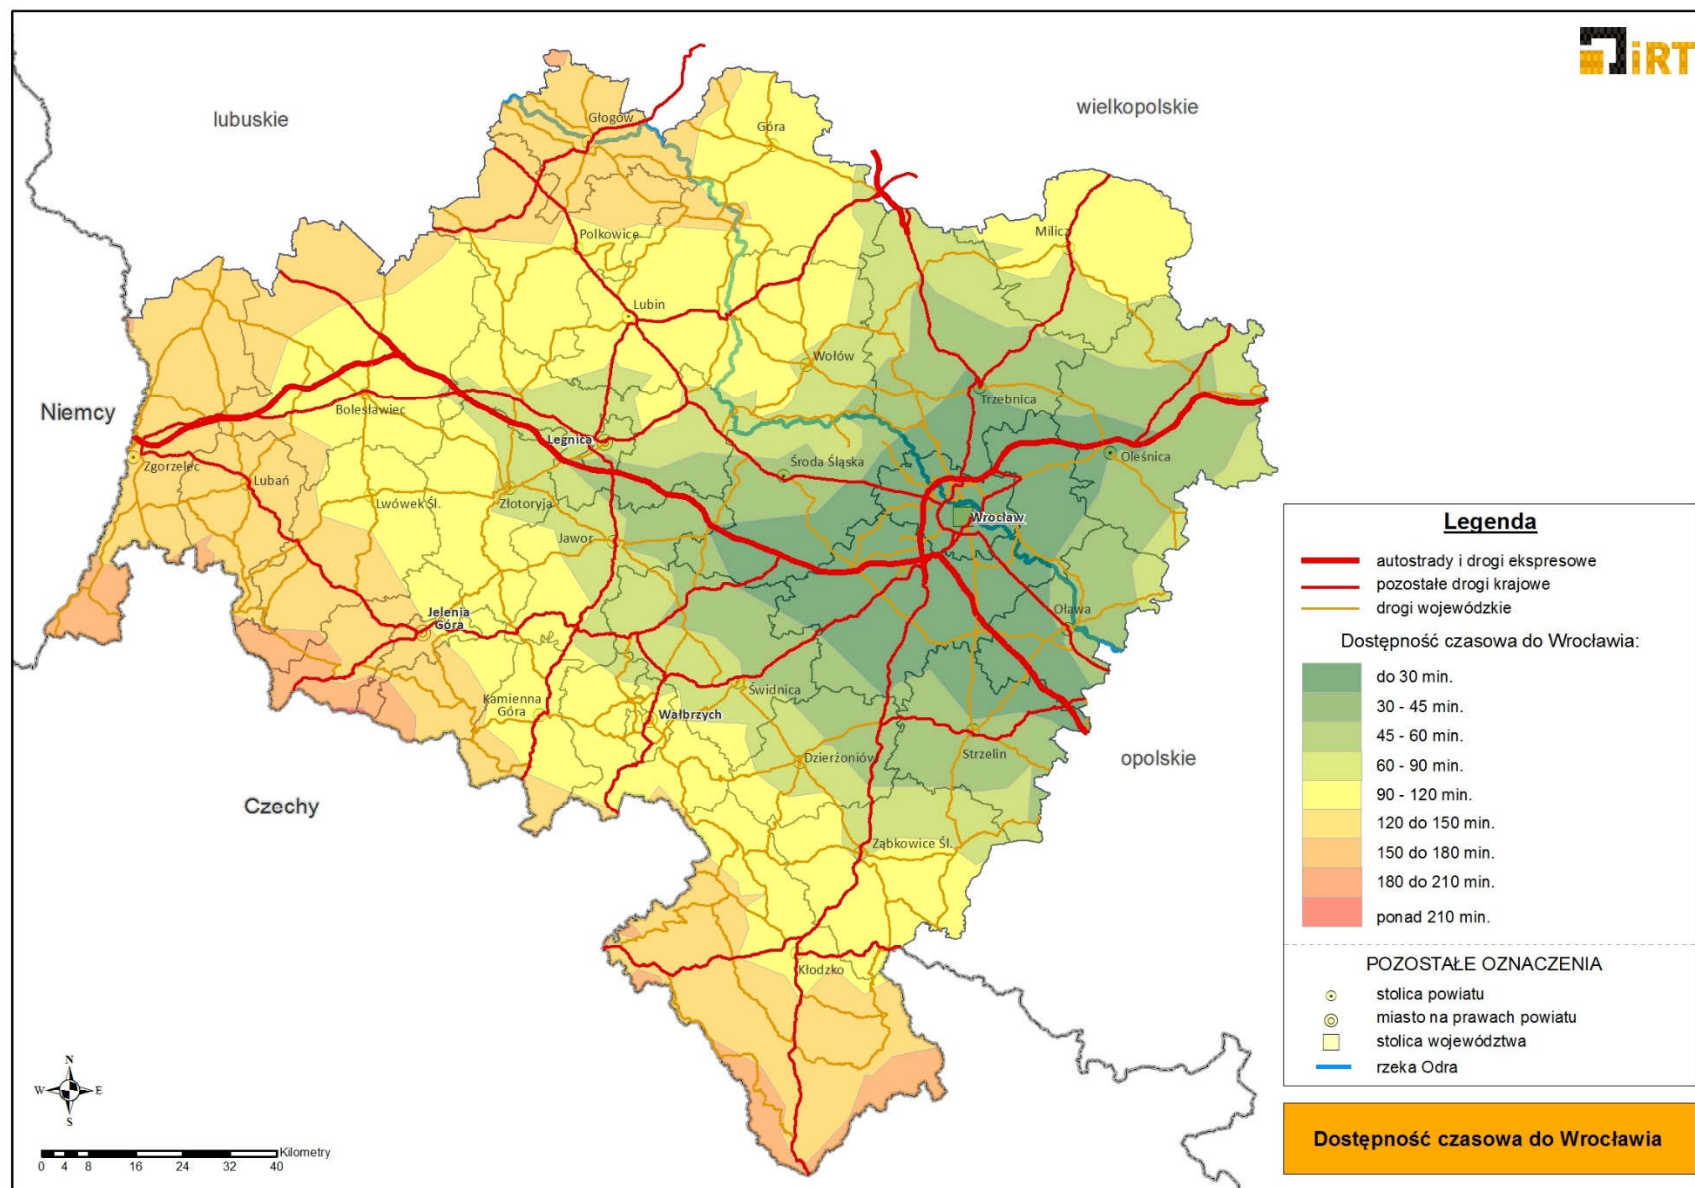 iRT
lubuskie
wielkopolskie
Głogów
Góra
Milicz
Polkowice
Lubin
Wołów
Trzebnica
Niemcy
Bolesławiec
Legnica
Środa Śląska
Oleśnica
Zgorzelec
Lubań
Lwówek Śl.
Złotoryja
Wrocław
Jawor
Jelenia
Góra
Oława
Kamienna
Góra
Świdnica
Wałbrzych
Dzierżoniów
Strzelin
opolskie
Czechy
Ząbkowice Śl.
Kłodzko
Legenda
autostrady i drogi ekspresowe
pozostałe drogi krajowe
drogi wojewódzkie
Dostępność czasowa do Wrocławia:
do 30 min.
30 - 45 min.
45 - 60 min.
60 - 90 min.
90 - 120 min.
120 do 150 min.
150 do 180 min.
180 do 210 min.
ponad 210 min.
POZOSTAŁE OZNACZENIA
stolica powiatu
miasto na prawach powiatu
stolica województwa
rzeka Odra
N
W E
S
Kilometry
0 4 8 16 24 32 40
Dostępność czasowa do Wrocławia